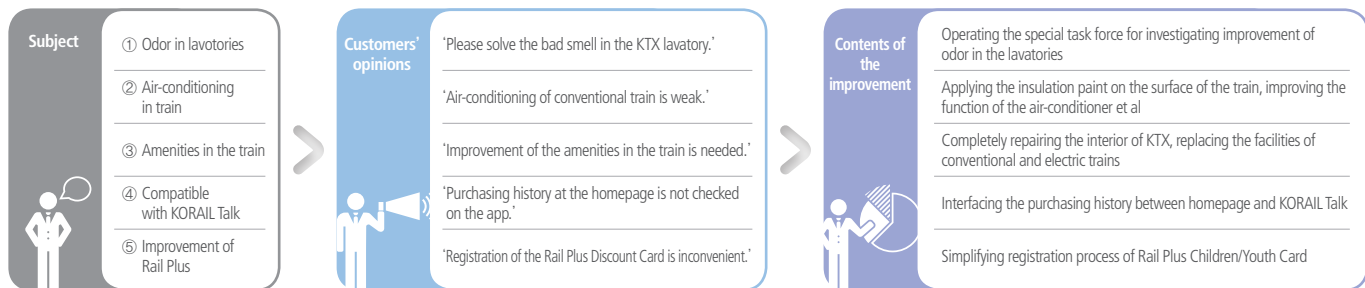 Subject
① Odor in lavotories
② Air-conditioning
in train
③ Amenities in the train
④ Compatible
with KORAIL Talk
⑤ Improvement of
Rail Plus
Customers'
opinions
'Please solve the bad smell in the KTX lavatory.'
'Air-conditioning of conventional train is weak.'
'Improvement of the amenities in the train is needed.'
'Purchasing history at the homepage is not checked
on the app.'
'Registration of the Rail Plus Discount Card is inconvenient.'
Contents of
the
improvement
Operating the special task force for investigating improvement of
odor in the lavatories
Applying the insulation paint on the surface of the train, improving the
function of the air-conditioner et al
Completely repairing the interior of KTX, replacing the facilities of
conventional and electric trains
Interfacing the purchasing history between homepage and KORAIL Talk
Simplifying registration process of Rail Plus Children/Youth Card